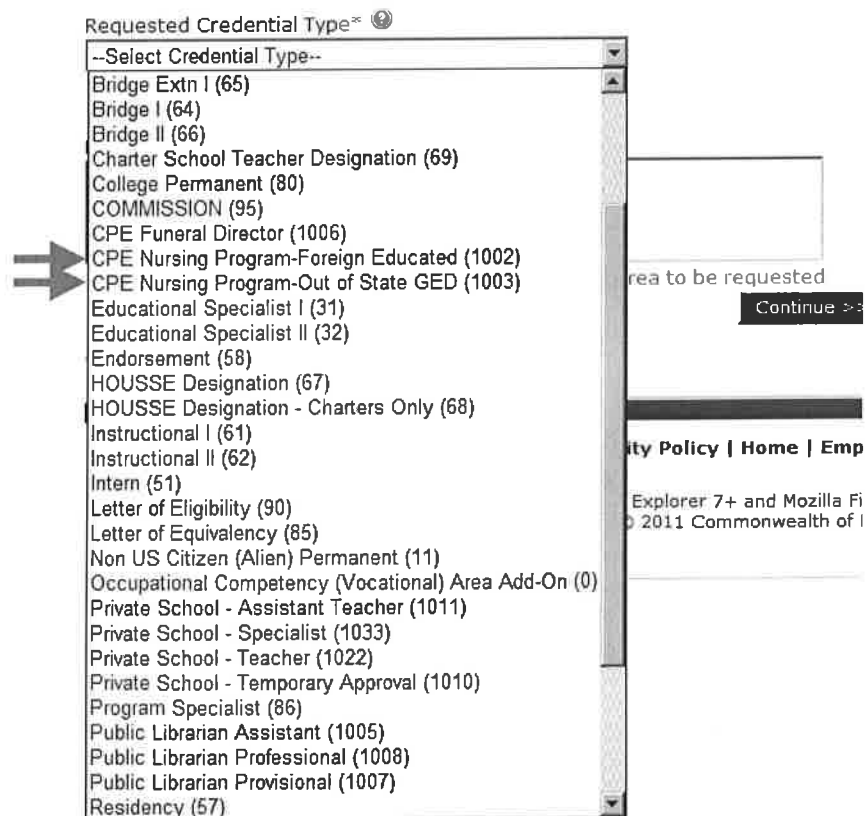 Requested Credential Type*
--Select Credential Type--
Bridge Extn I (65)
Bridge I (64)
Bridge II (66)
Charter School Teacher Designation (69)
College Permanent (80)
COMMISSION (95)
CPE Funeral Director (1006)
CPE Nursing Program-Foreign Educated (1002)
CPE Nursing Program-Out of State GED (1003)
Educational Specialist I (31)
Educational Specialist II (32)
Endorsement (58)
HOUSSE Designation (67)
HOUSSE Designation - Charters Only (68)
Instructional I (61)
Instructional II (62)
Intern (51)
Letter of Eligibility (90)
Letter of Equivalency (85)
Non US Citizen (Alien) Permanent (11)
Occupational Competency (Vocational) Area Add-On (0)
Private School - Assistant Teacher (1011)
Private School - Specialist (1033)
Private School - Teacher (1022)
Private School - Temporary Approval (1010)
Program Specialist (86)
Public Librarian Assistant (1005)
Public Librarian Professional (1008)
Public Librarian Provisional (1007)
Residency (57)
rea to be requested
Continue >>
ity Policy | Home | Emp
Explorer 7+ and Mozilla Fi
2011 Commonwealth of